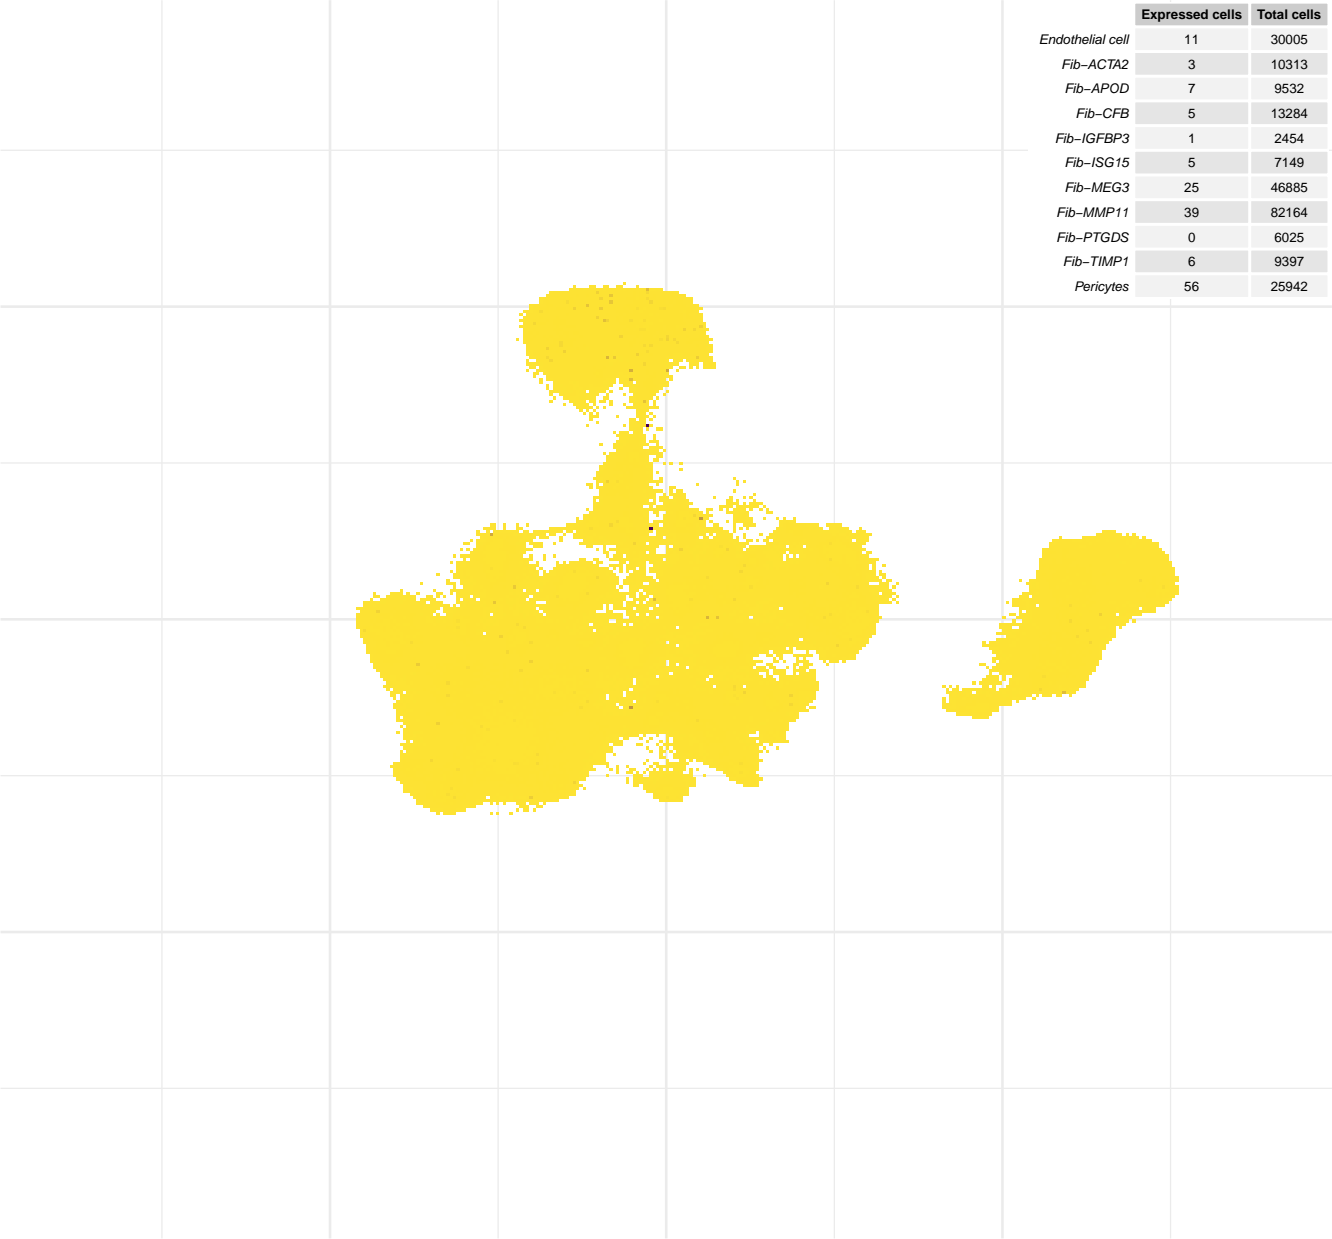 Expressed cells Total cells
Endothelial cell 11 30005
Fib−ACTA2 3 10313
Fib−APOD 7 9532
Fib−CFB 5 13284
Fib−IGFBP3 1 2454
Fib−ISG15 5 7149
Fib−MEG3 25 46885
Fib−MMP11 39 82164
Fib−PTGDS 0 6025
Fib−TIMP1 6 9397
Pericytes 56 25942